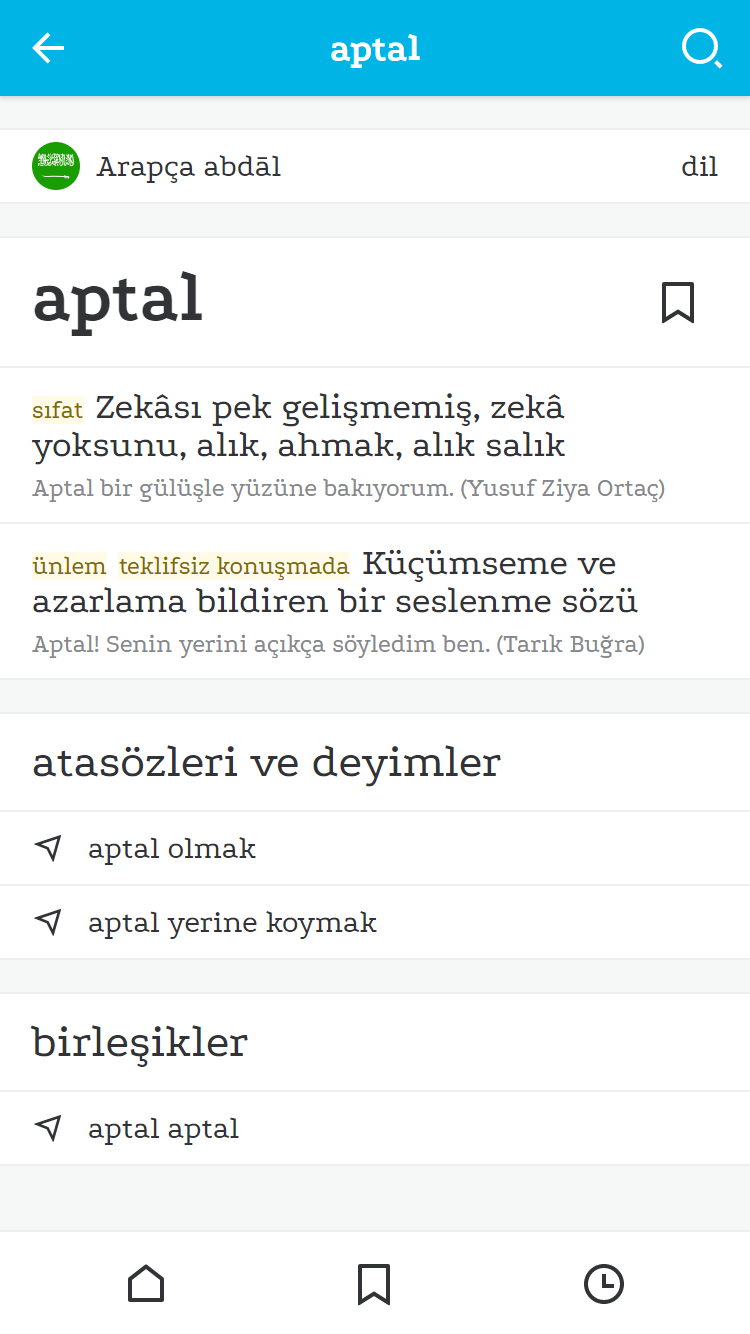 aptal
Arapça abdāl dil
aptal
sıfat Zekâsı pek gelişmemiş, zekâ
yoksunu, alık, ahmak, alık salık
Aptal bir gülüşle yüzüne bakıyorum. (Yusuf Ziya Ortaç)
ünlem teklifsiz konuşmada Küçümseme ve
azarlama bildiren bir seslenme sözü
Aptal! Senin yerini açıkça söyledim ben. (Tarık Buğra)
atasözleri ve deyimler
aptal olmak
aptal yerine koymak
birleşikler
aptal aptal